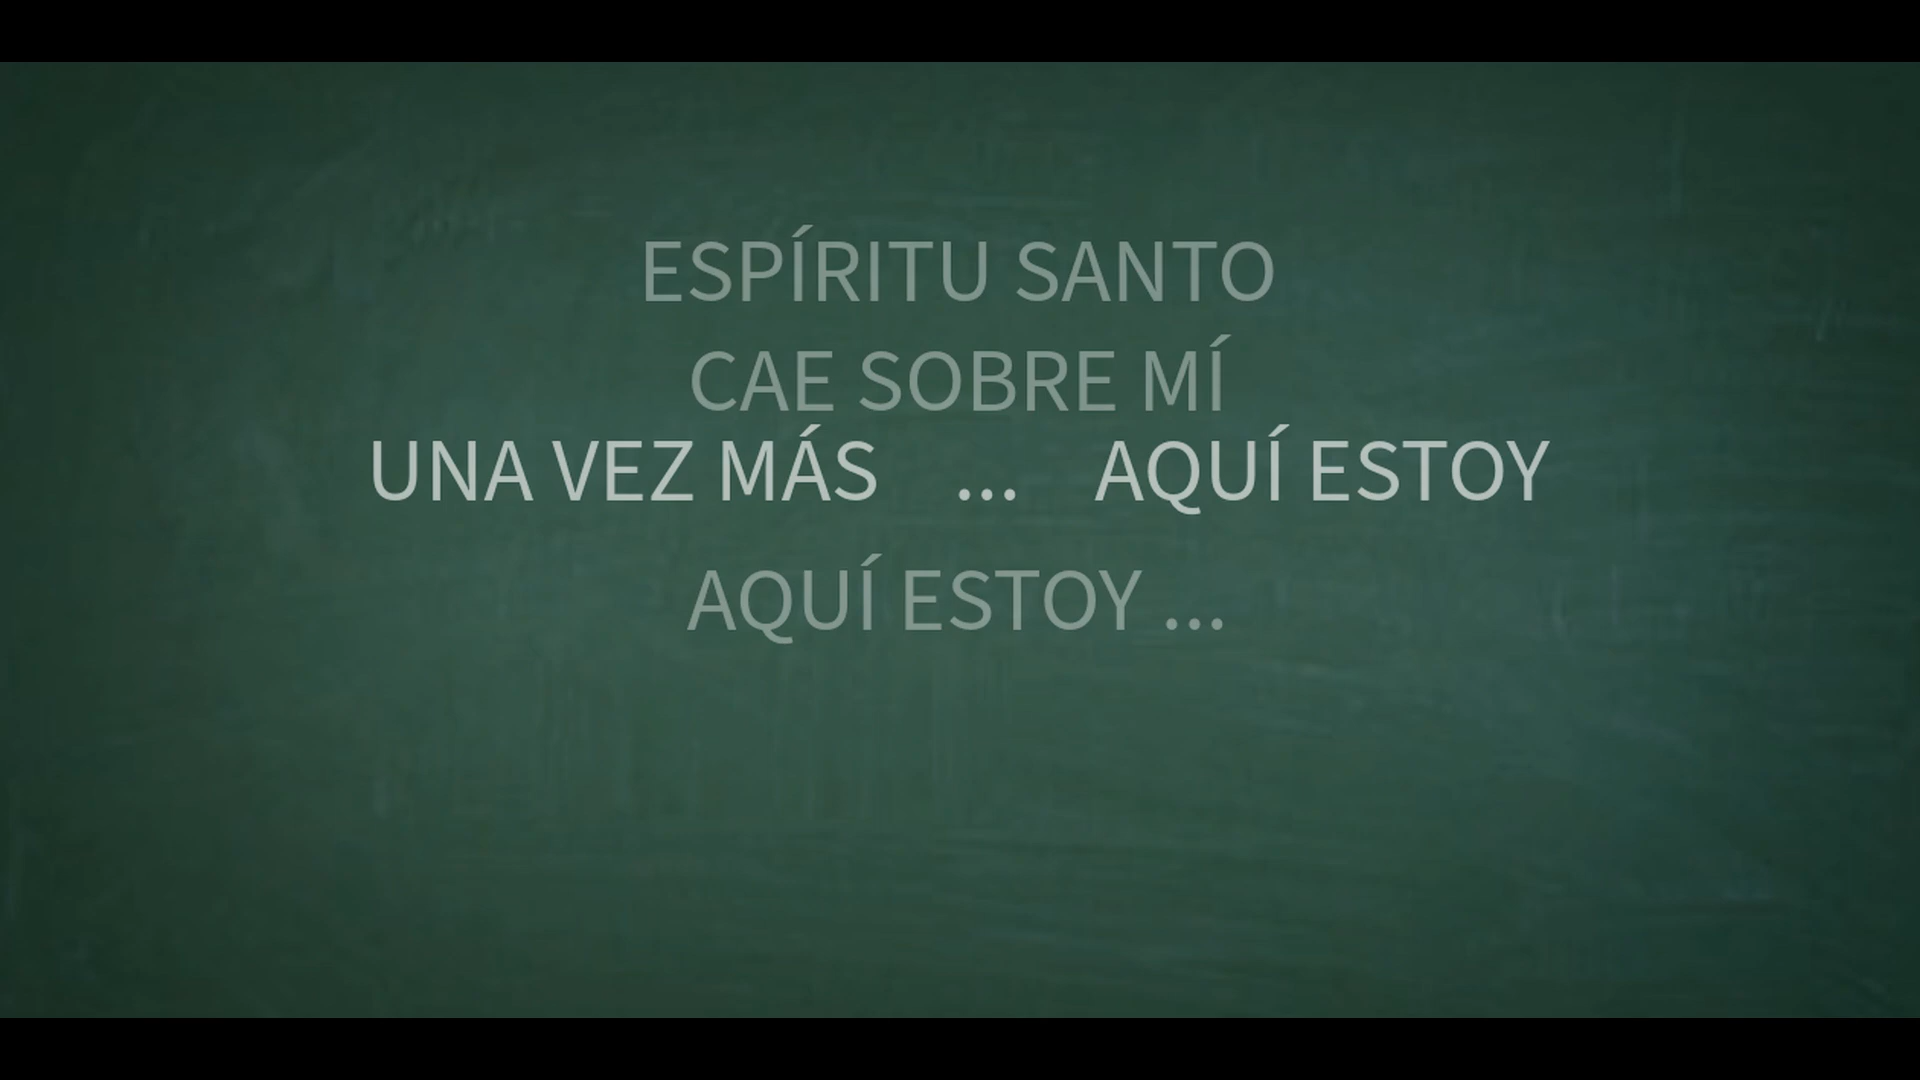 ESPÍRITU SANTO
CAE SOBRE MÍ
UNA VEZ MÁS ... AQUÍ ESTOY
AQUÍ ESTOY ...